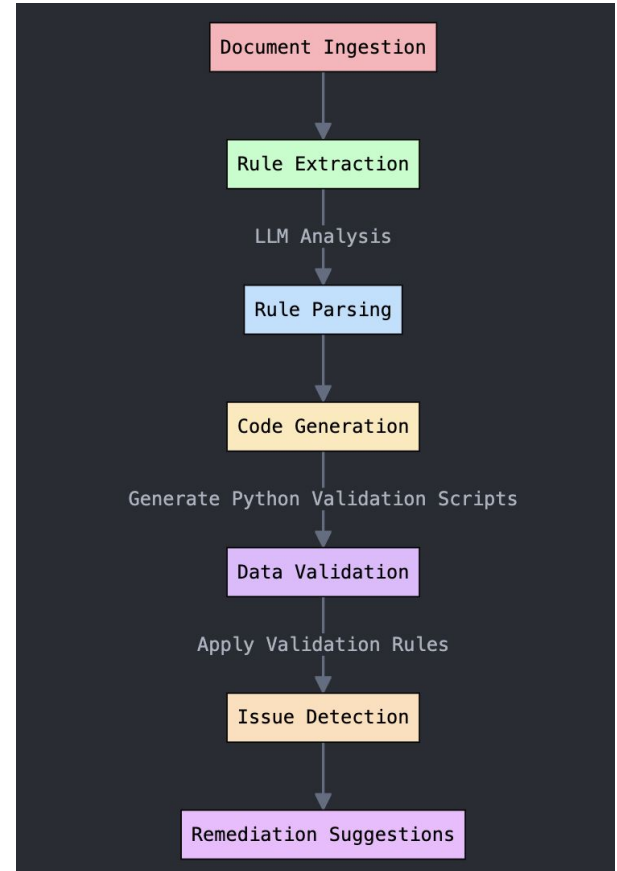 Document Ingestion
Rule Extraction
LLM Analysis
Rule Parsing
Code Generation
Generate Python Validation Scripts
Data Validation
Apply Validation Rules
Issue Detection
Remediation Suggestions